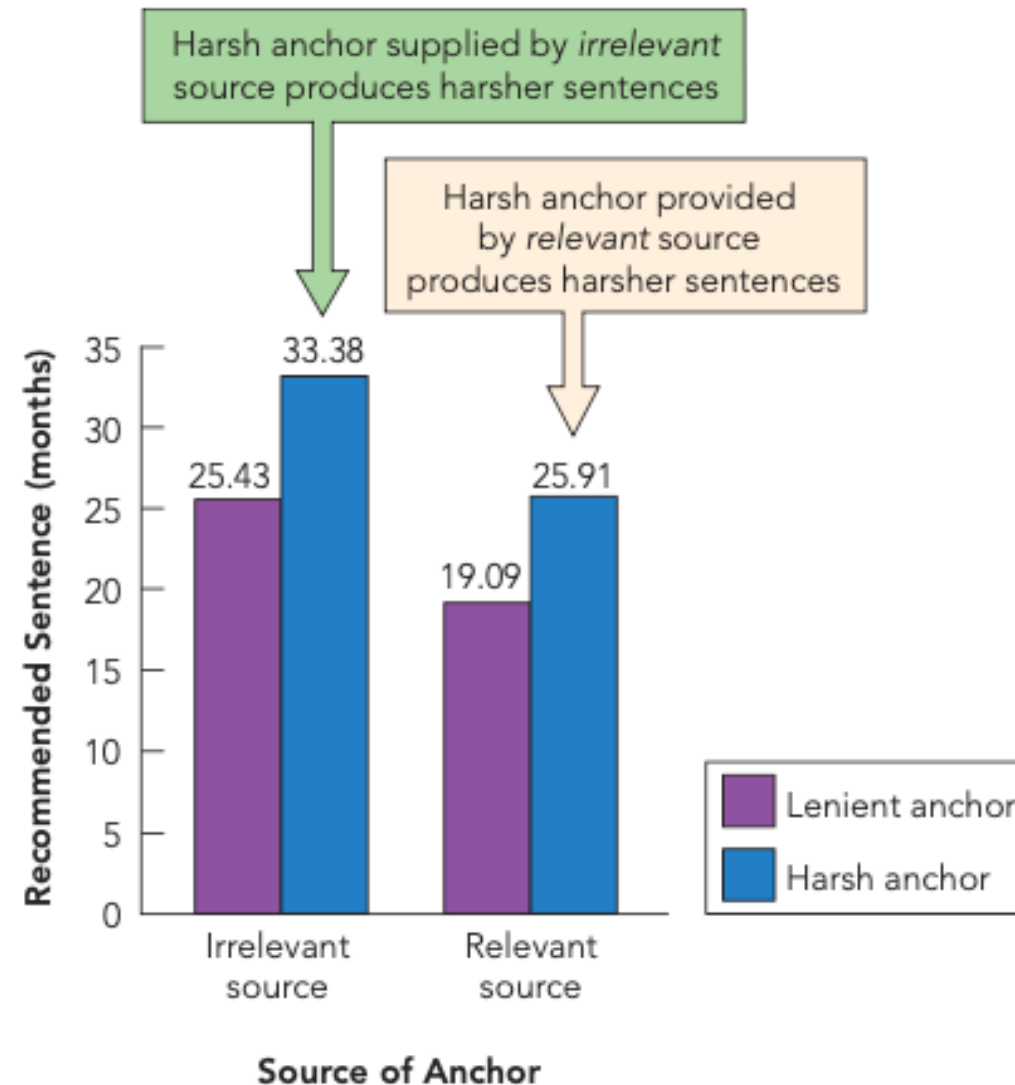 Harsh anchor supplied by irrelevant
source produces harsher sentences
Harsh anchor provided
by relevant source
produces harsher sentences
Recommended Sentence (months)
35
30
25
20
15
10
5
0
33.38
25.43
25.91
19.09
Lenient anchor
Harsh anchor
Irrelevant
source
Relevant
source
Source of Anchor